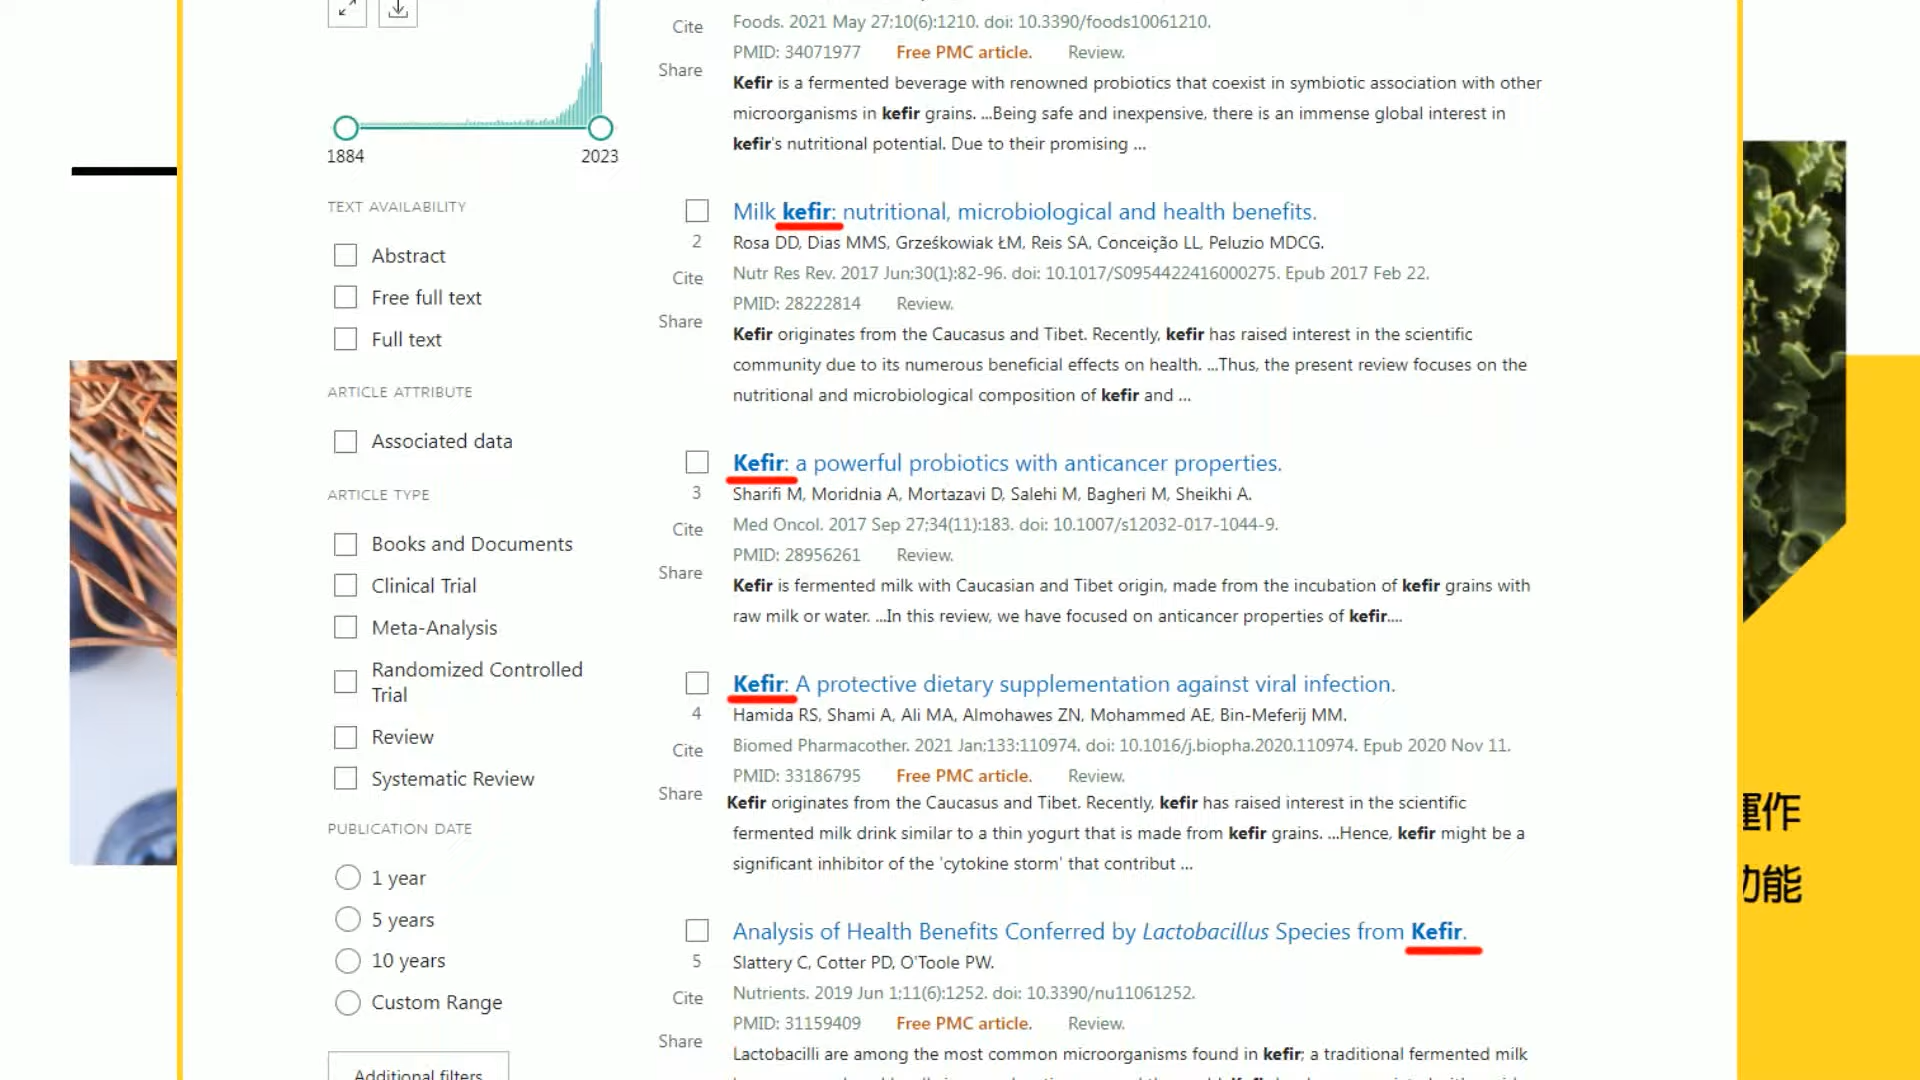 Cite
Foods. 2021 May 27;10(6):1210. doi: 10.3390/foods10061210.
PMID: 34071977 Free PMC article. Review.
Share
Kefir is a fermented beverage with renowned probiotics that coexist in symbiotic association with other
microorganisms in kefir grains. ...Being safe and inexpensive, there is an immense global interest in
kefir's nutritional potential. Due to their promising ...
1884 2023
TEXT AVAILABILITY
Abstract
Free full text
Full text
ARTICLE ATTRIBUTE
Associated data
ARTICLE TYPE
Books and Documents
Clinical Trial
Meta-Analysis
Randomized Controlled
Trial
Review
Systematic Review
PUBLICATION DATE
1 year
5 years
10 years
Custom Range
Additional filters
Milk kefir: nutritional, microbiological and health benefits.
2
Rosa DD, Dias MMS, Grześkowiak ŁM, Reis SA, Conceição LL, Peluzio MDCG.
Cite
Nutr Res Rev. 2017 Jun;30(1):82-96. doi: 10.1017/S0954422416000275. Epub 2017 Feb 22.
PMID: 28222814 Review.
Share
Kefir originates from the Caucasus and Tibet. Recently, kefir has raised interest in the scientific
community due to its numerous beneficial effects on health. ...Thus, the present review focuses on the
nutritional and microbiological composition of kefir and ...
Kefir: a powerful probiotics with anticancer properties.
3
Sharifi M, Moridnia A, Mortazavi D, Salehi M, Bagheri M, Sheikhi A.
Cite
Med Oncol. 2017 Sep 27;34(11):183. doi: 10.1007/s12032-017-1044-9.
PMID: 28956261 Review.
Share
Kefir is fermented milk with Caucasian and Tibet origin, made from the incubation of kefir grains with
raw milk or water. ...In this review, we have focused on anticancer properties of kefir....
Kefir: A protective dietary supplementation against viral infection.
4
Hamida RS, Shami A, Ali MA, Almohawes ZN, Mohammed AE, Bin-Meferij MM.
Cite
Biomed Pharmacother. 2021 Jan;133:110974. doi: 10.1016/j.biopha.2020.110974. Epub 2020 Nov 11.
PMID: 33186795 Free PMC article. Review.
Share
Kefir originates from the Caucasus and Tibet. Recently, kefir has raised interest in the scientific
fermented milk drink similar to a thin yogurt that is made from kefir grains. ...Hence, kefir might be a
significant inhibitor of the 'cytokine storm' that contribut ...
Analysis of Health Benefits Conferred by Lactobacillus Species from Kefir.
5
Slattery C, Cotter PD, O'Toole PW.
Cite
Nutrients. 2019 Jun 1;11(6):1252. doi: 10.3390/nu11061252.
PMID: 31159409 Free PMC article. Review.
Share
Lactobacilli are among the most common microorganisms found in kefir; a traditional fermented milk
運作
功能